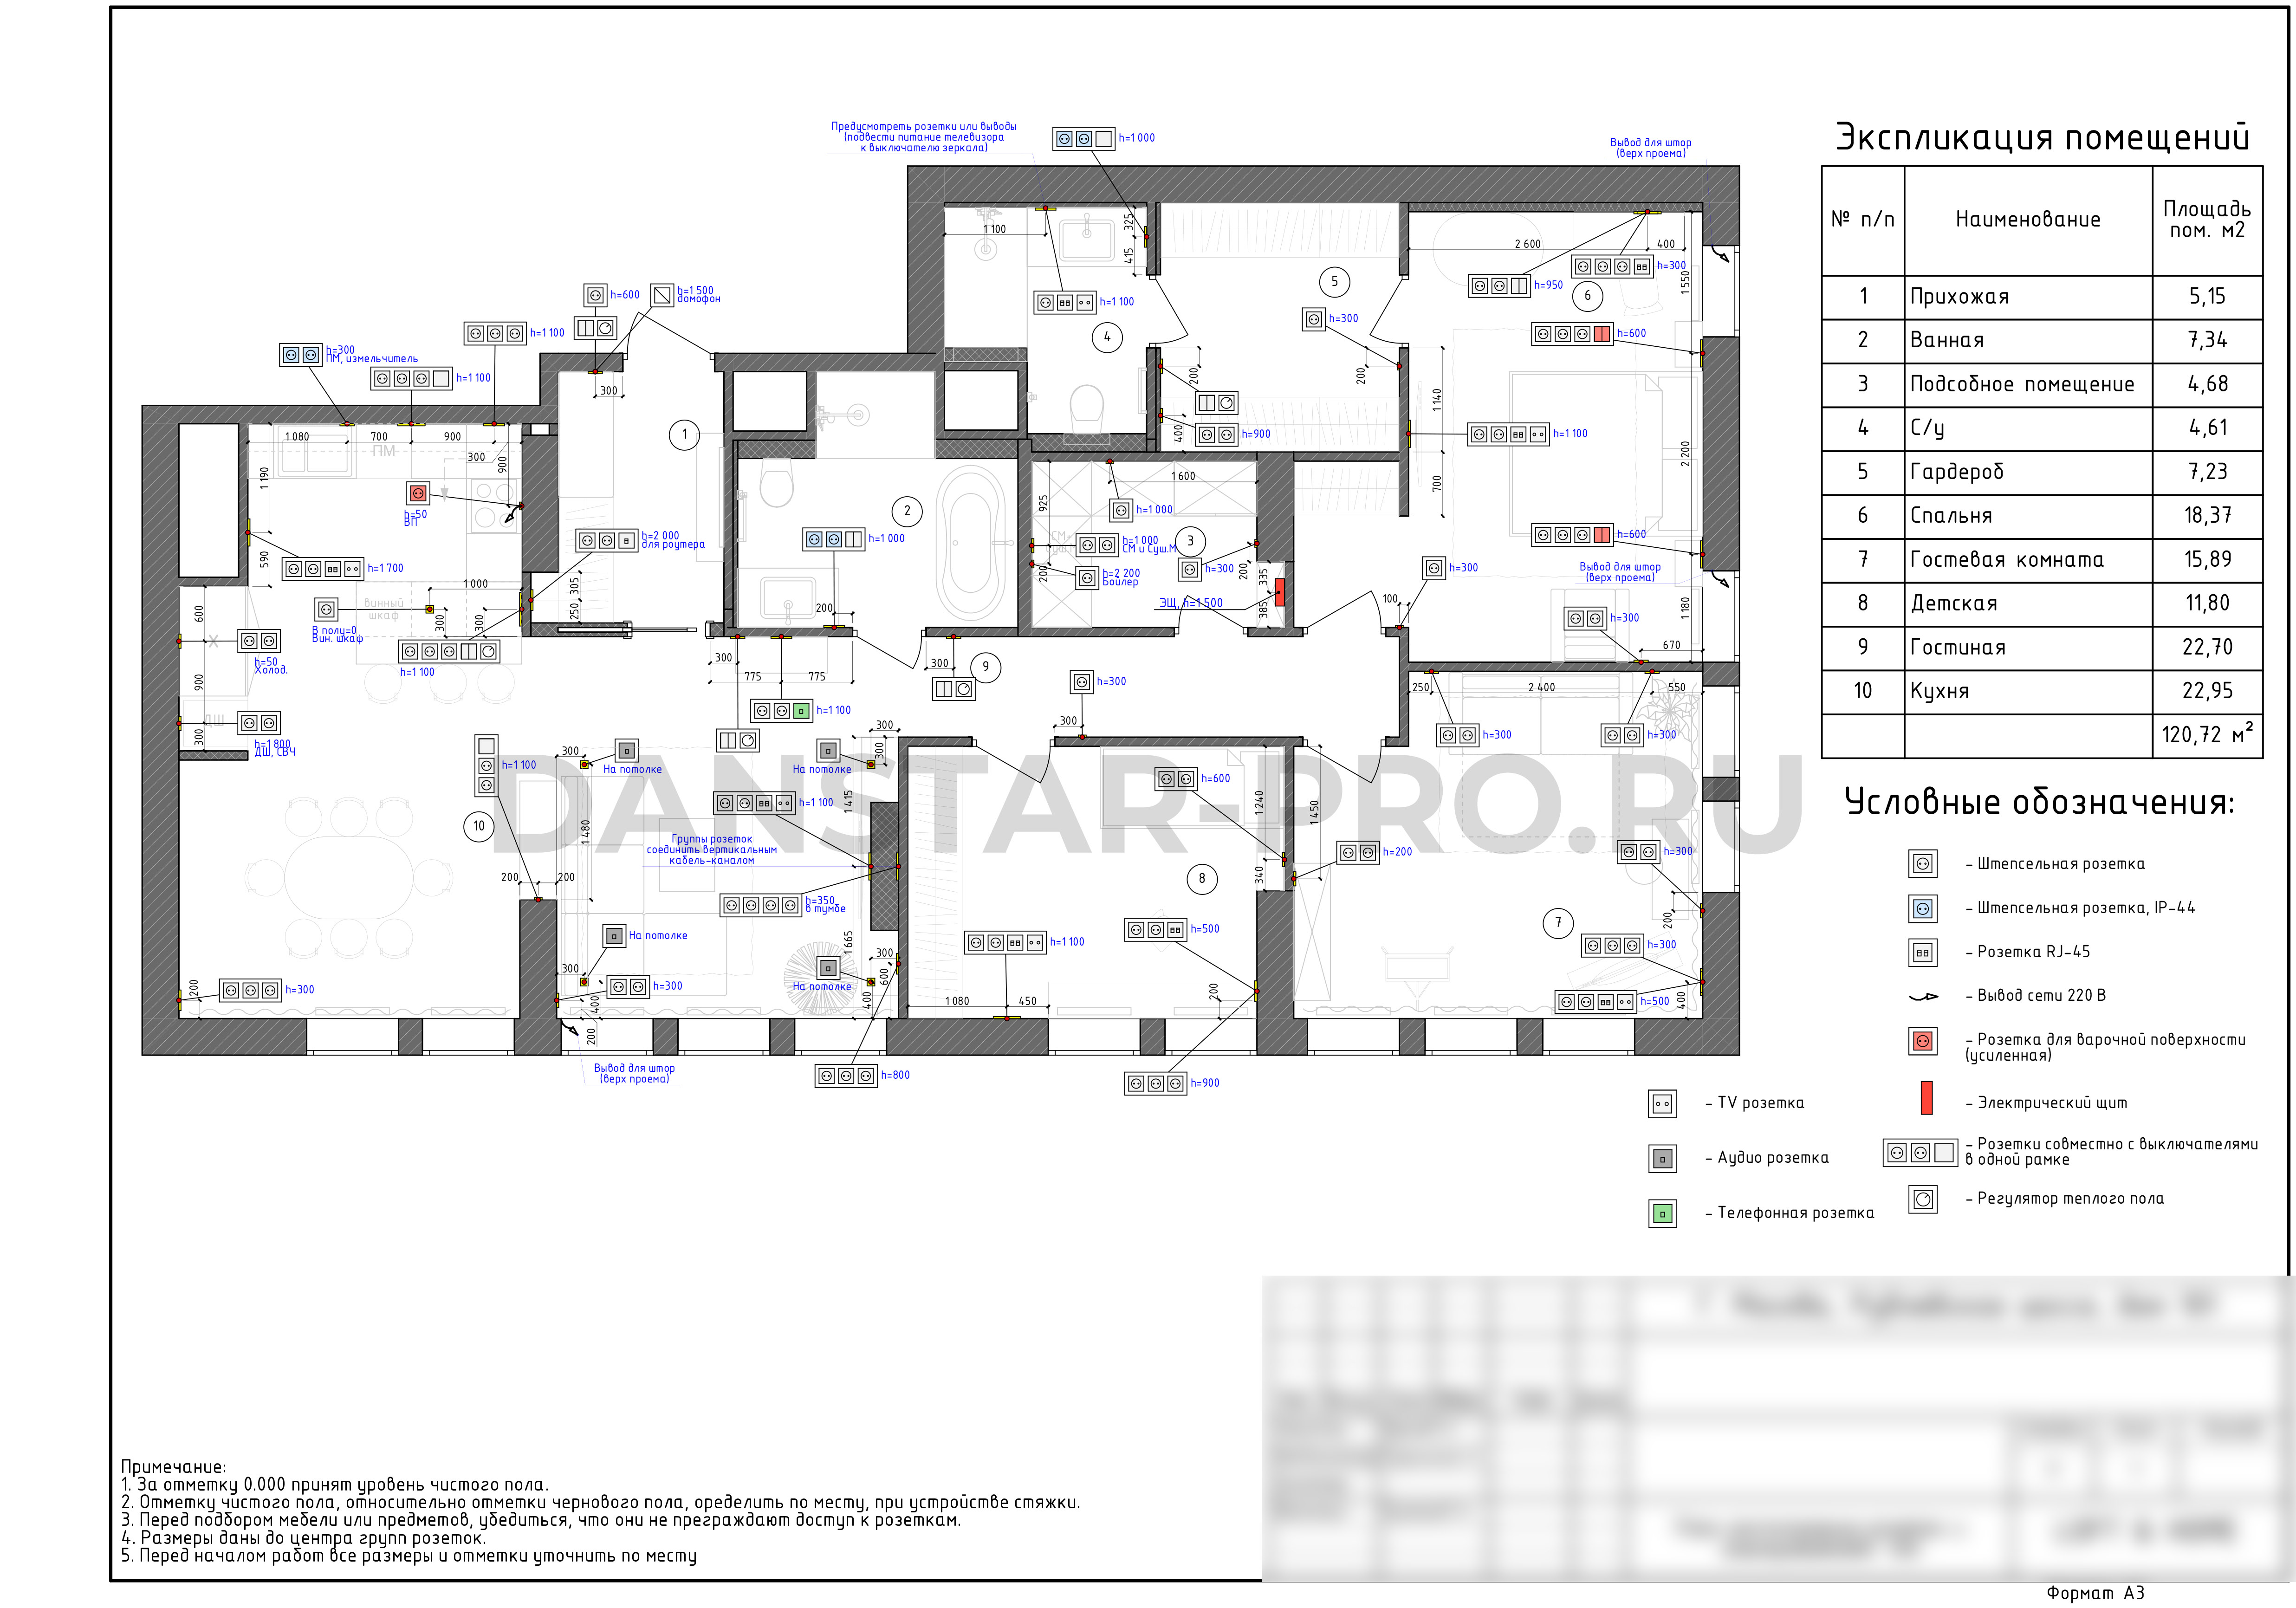 Предусмотреть розетки или выводы
(подвести питание телевизора
к выключателю зеркала)
h=1 000
Вывод для штор
(верх проема)
1 100
325
415
h=1 100
4
5
h=300
200
200
h=900
400
2 600
400
h=300
h=950
6
1 550
h=600
1 140
h=1 100
700
2 200
h=600
Вывод для штор
(верх проема)
h=300
1 180
670
h=300
100
h=600
h=1 500
домофон
h=1 100
h=300
ПМ, измельчитель
h=1 100
300
1
1 080
700
900
ПМ
300
900
1 190
h=50
ВП
590
h=1 700
h=2 000
для роутера
1 000
винный
шкаф
305
250
600
Х
В полу=0
Вин. шкаф
300
300
h=50
Холод.
h=1 100
900
ДШ
300
h=1 800
ДШ, СВЧ
2
h=1 000
200
1 600
925
h=1 000
3
СМ+
Суш.М
h=1 000
СМ и Суш.М
200
h=2 200
Бойлер
h=300
200
335
385
ЭЩ, h=1 500
300
775
775
300
9
h=1 100
h=300
300
h=1 100
300
На потолке
На потолке
300
300
10
1 480
h=1 100
1 415
Группы розеток
соединить вертикальным
кабель-каналом
200
200
h=350
в тумбе
На потолке
1 665
300
h=300
400
200
300
На потолке
600
400
h=300
200
Вывод для штор
(верх проема)
h=800
h=600
1 240
340
8
h=1 100
h=500
1 080
450
200
h=900
250
2 400
550
h=300
h=300
1 450
h=200
h=300
200
7
h=300
h=500
400
DANSTAR-PRO.RU
Экспликация помещений
№ п/п Наименование Площадь
пом. м2
1 Прихожая 5,15
2 Ванная 7,34
3 Подсобное помещение 4,68
4 С/у 4,61
5 Гардероб 7,23
6 Спальня 18,37
7 Гостевая комната 15,89
8 Детская 11,80
9 Гостиная 22,70
10 Кухня 22,95
120,72 м²
Условные обозначения:
- Штепсельная розетка
- Штепсельная розетка, IP-44
- Розетка RJ-45
- Вывод сети 220 В
- Розетка для варочной поверхности
(усиленная)
- Электрический щит
- Розетки совместно с выключателями
в одной рамке
- Регулятор теплого пола
- TV розетка
- Аудио розетка
- Телефонная розетка
Примечание:
1. За отметку 0.000 принят уровень чистого пола.
2. Отметку чистого пола, относительно отметки чернового пола, оределить по месту, при устройстве стяжки.
3. Перед подбором мебели или предметов, убедиться, что они не преграждают доступ к розеткам.
4. Размеры даны до центра групп розеток.
5. Перед началом работ все размеры и отметки уточнить по месту
Формат А3